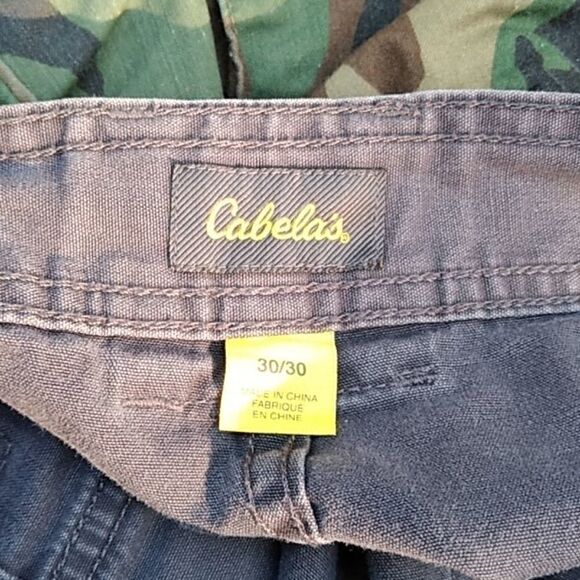 Cabela's®
30/30
MADE IN CHINA
FABRIQUE
EN CHINE